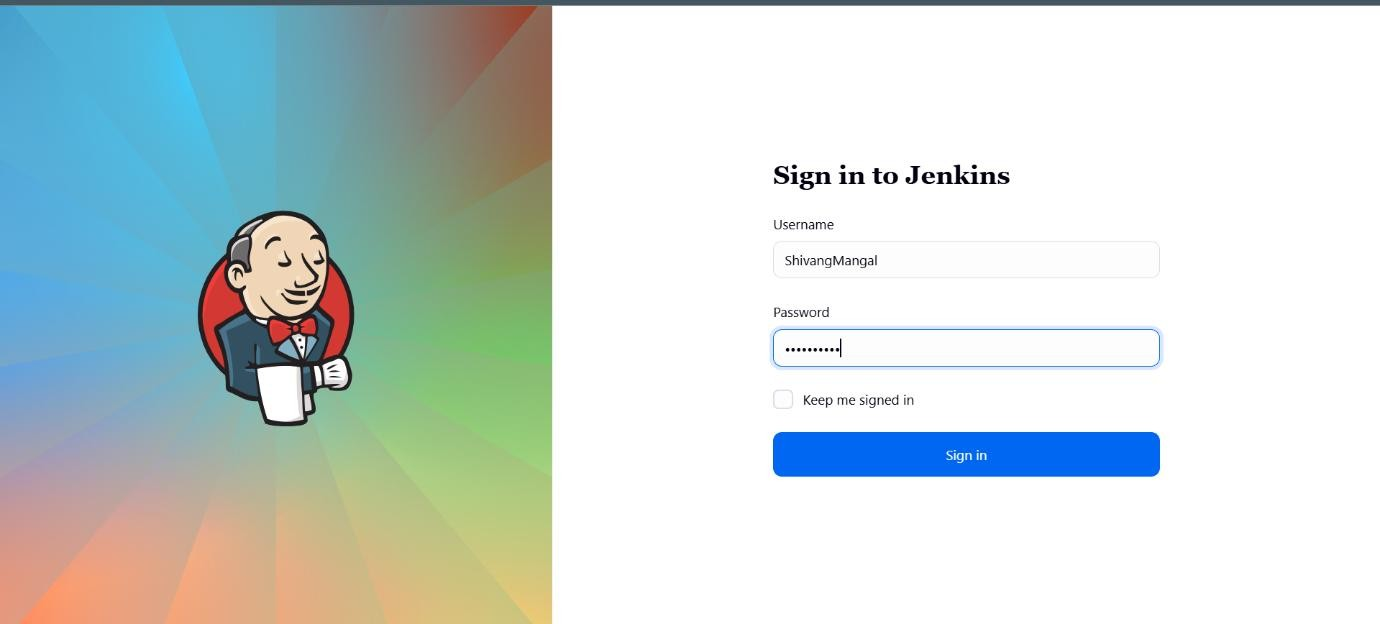 Sign in to Jenkins
Username
ShivangMangal
Password
••••••••••
Keep me signed in
Sign in